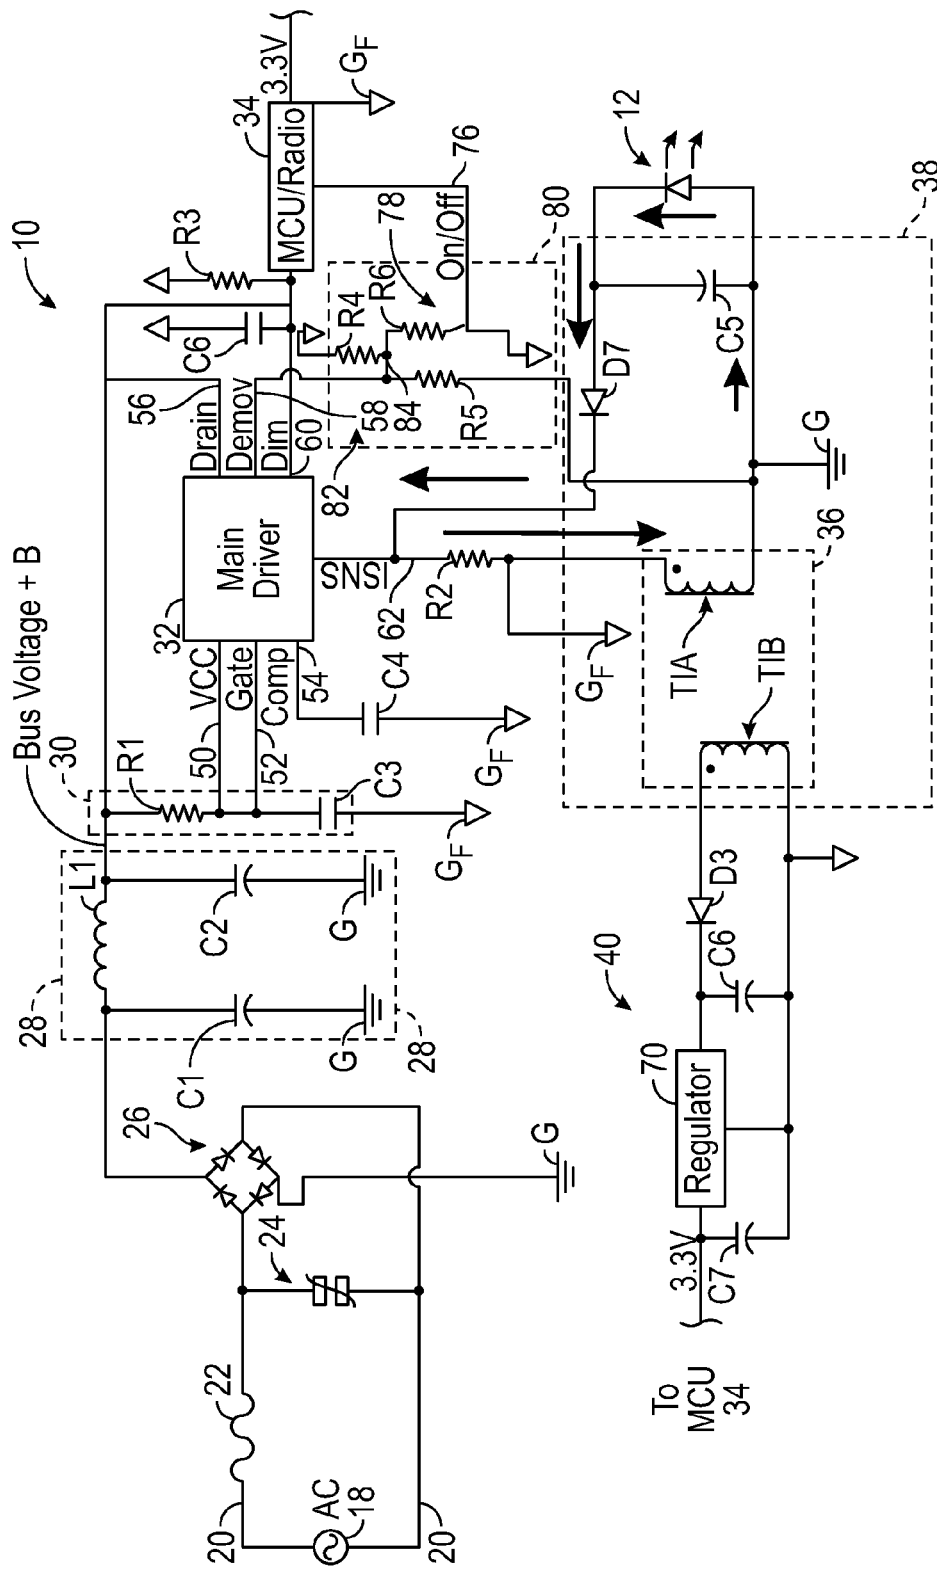 10
Bus Voltage + B
30
R1
L1
28
28
26
24
22
20
20
AC
18
C1
G
C2
G
G
C3
GF
C4
GF
50
VCC
52
Gate
54
Comp
32
Main
Driver
56
Drain
58
Demov
60
Dim
SNSI
62
R2
GF
C6
R3
34
MCU/Radio
3.3V
GF
76
On/Off
78
R6
R4
84
R5
82
80
12
38
D7
C5
G
36
TIA
TIB
D3
C6
40
70
Regulator
3.3V
C7
To
MCU
34